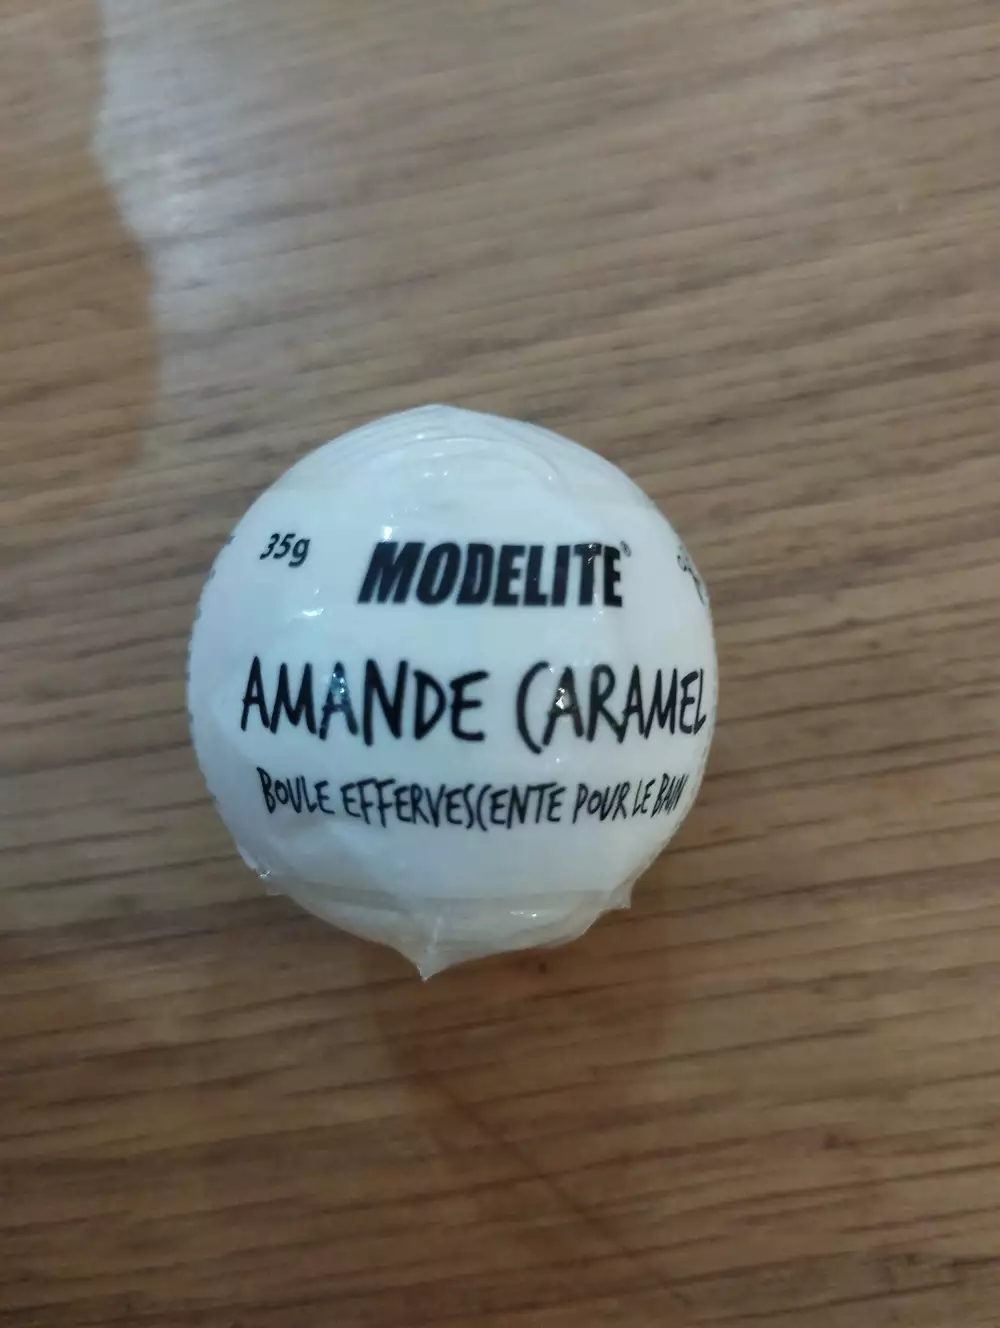 35g
MODELITE®
AMANDE CARAMEL
BOULE EFFERVESCENTE POUR LE BAIN